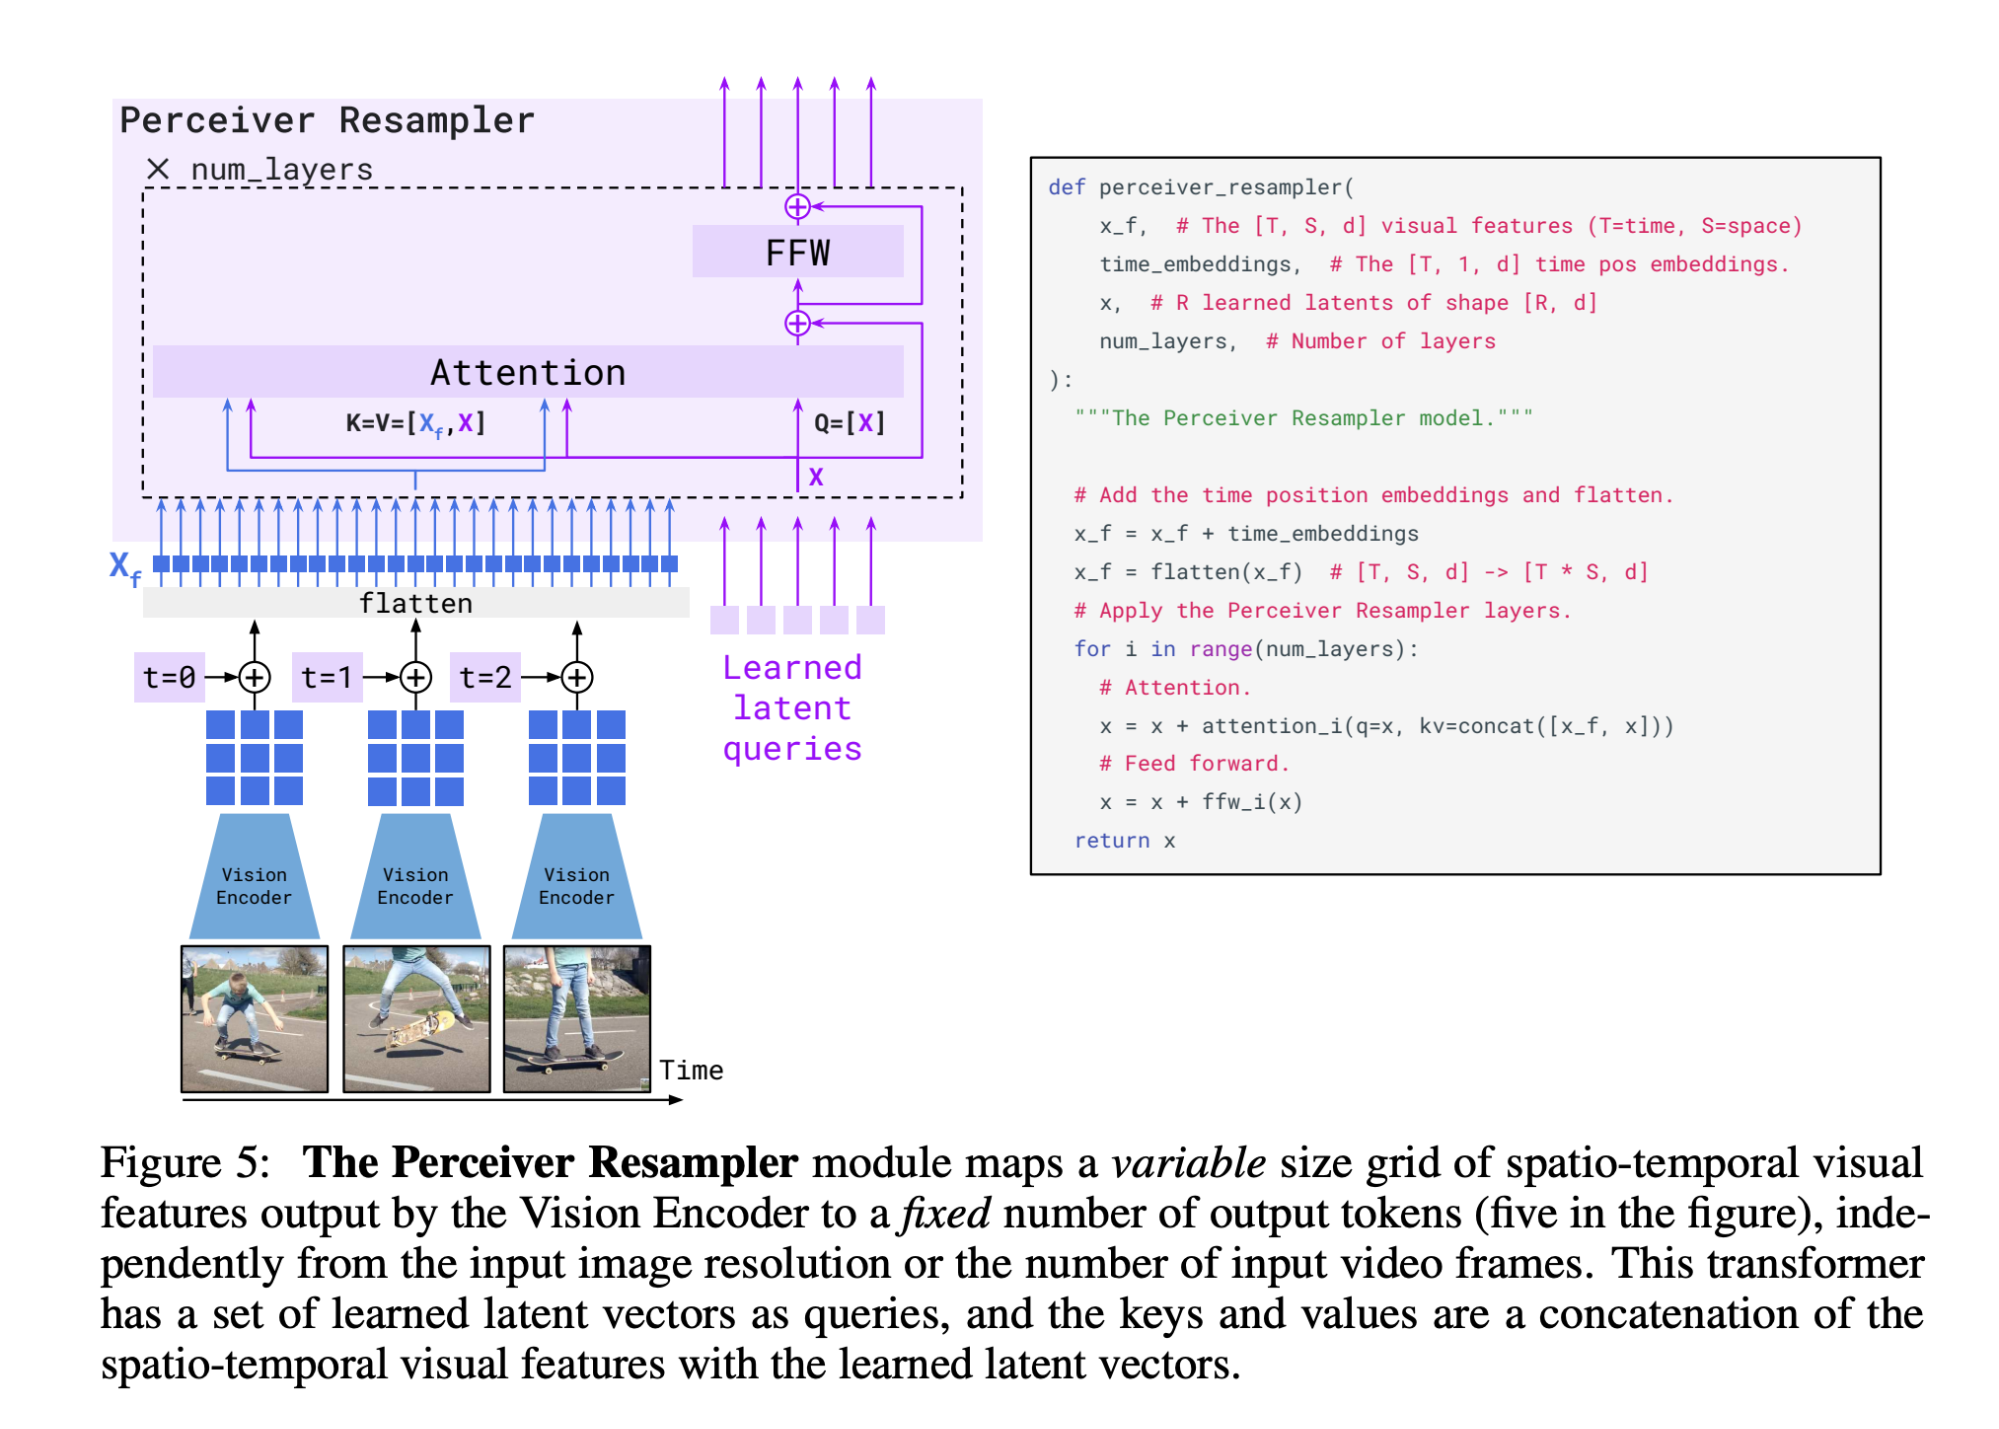 Perceiver Resampler
× num_layers
FFW
Attention
K=V=[Xf,X]
Q=[X]
X
Xf
flatten
t=0
t=1
t=2
Learned
latent
queries
Vision
Encoder
Vision
Encoder
Vision
Encoder
Time
def perceiver_resampler(
    x_f,  # The [T, S, d] visual features (T=time, S=space)
    time_embeddings,  # The [T, 1, d] time pos embeddings.
    x,  # R learned latents of shape [R, d]
    num_layers,  # Number of layers
):
  """The Perceiver Resampler model."""
  # Add the time position embeddings and flatten.
  x_f = x_f + time_embeddings
  x_f = flatten(x_f)  # [T, S, d] -> [T * S, d]
  # Apply the Perceiver Resampler layers.
  for i in range(num_layers):
    # Attention.
    x = x + attention_i(q=x, kv=concat([x_f, x]))
    # Feed forward.
    x = x + ffw_i(x)
  return x
Figure 5: The Perceiver Resampler module maps a variable size grid of spatio-temporal visual
features output by the Vision Encoder to a fixed number of output tokens (five in the figure), inde-
pendently from the input image resolution or the number of input video frames. This transformer
has a set of learned latent vectors as queries, and the keys and values are a concatenation of the
spatio-temporal visual features with the learned latent vectors.